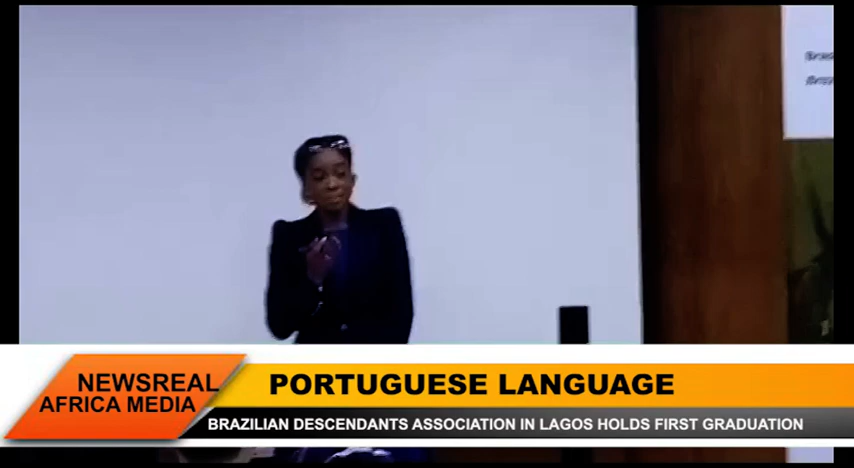 NEWSREAL
AFRICA MEDIA
PORTUGUESE LANGUAGE
BRAZILIAN DESCENDANTS ASSOCIATION IN LAGOS HOLDS FIRST GRADUATION